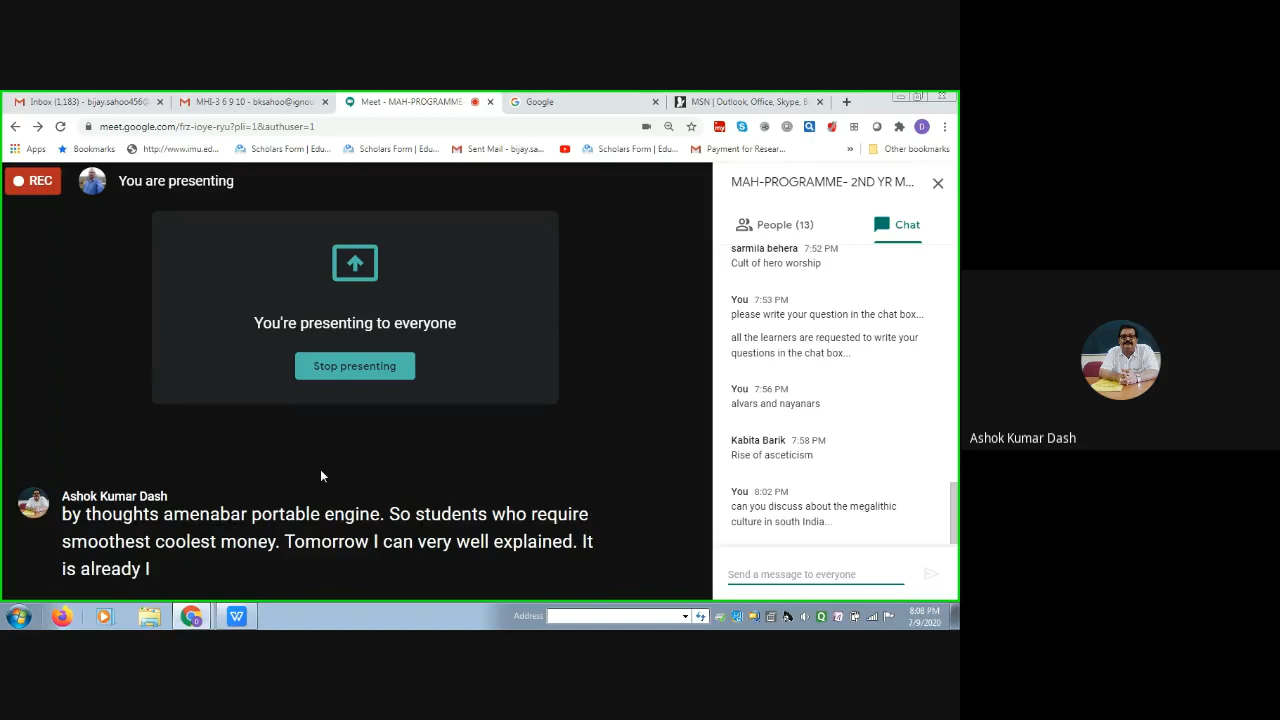 Inbox (1,183) - bijay.sahoo456@
MHI-3 6 9 10 - bksahoo@ignou
Meet - MAH-PROGRAMME-
Google
MSN | Outlook, Office, Skype, B
meet.google.com/frz-ioye-ryu?pli=1&authuser=1
Apps
Bookmarks
http://www.imu.ed...
Scholars Form | Edu...
Scholars Form | Edu...
Sent Mail - bijay.sa...
Scholars Form | Edu...
Payment for Resear...
Other bookmarks
REC
You are presenting
MAH-PROGRAMME- 2ND YR M...
People (13)
Chat
sarmila behera 7:52 PM
Cult of hero worship
You 7:53 PM
please write your question in the chat box...
all the learners are requested to write your
questions in the chat box...
You 7:56 PM
alvars and nayanars
Kabita Barik 7:58 PM
Rise of asceticism
You 8:02 PM
can you discuss about the megalithic
culture in south India...
Send a message to everyone
You're presenting to everyone
Stop presenting
Ashok Kumar Dash
by thoughts amenabar portable engine. So students who require
smoothest coolest money. Tomorrow I can very well explained. It
is already I
Ashok Kumar Dash
Address
8:08 PM
7/9/2020